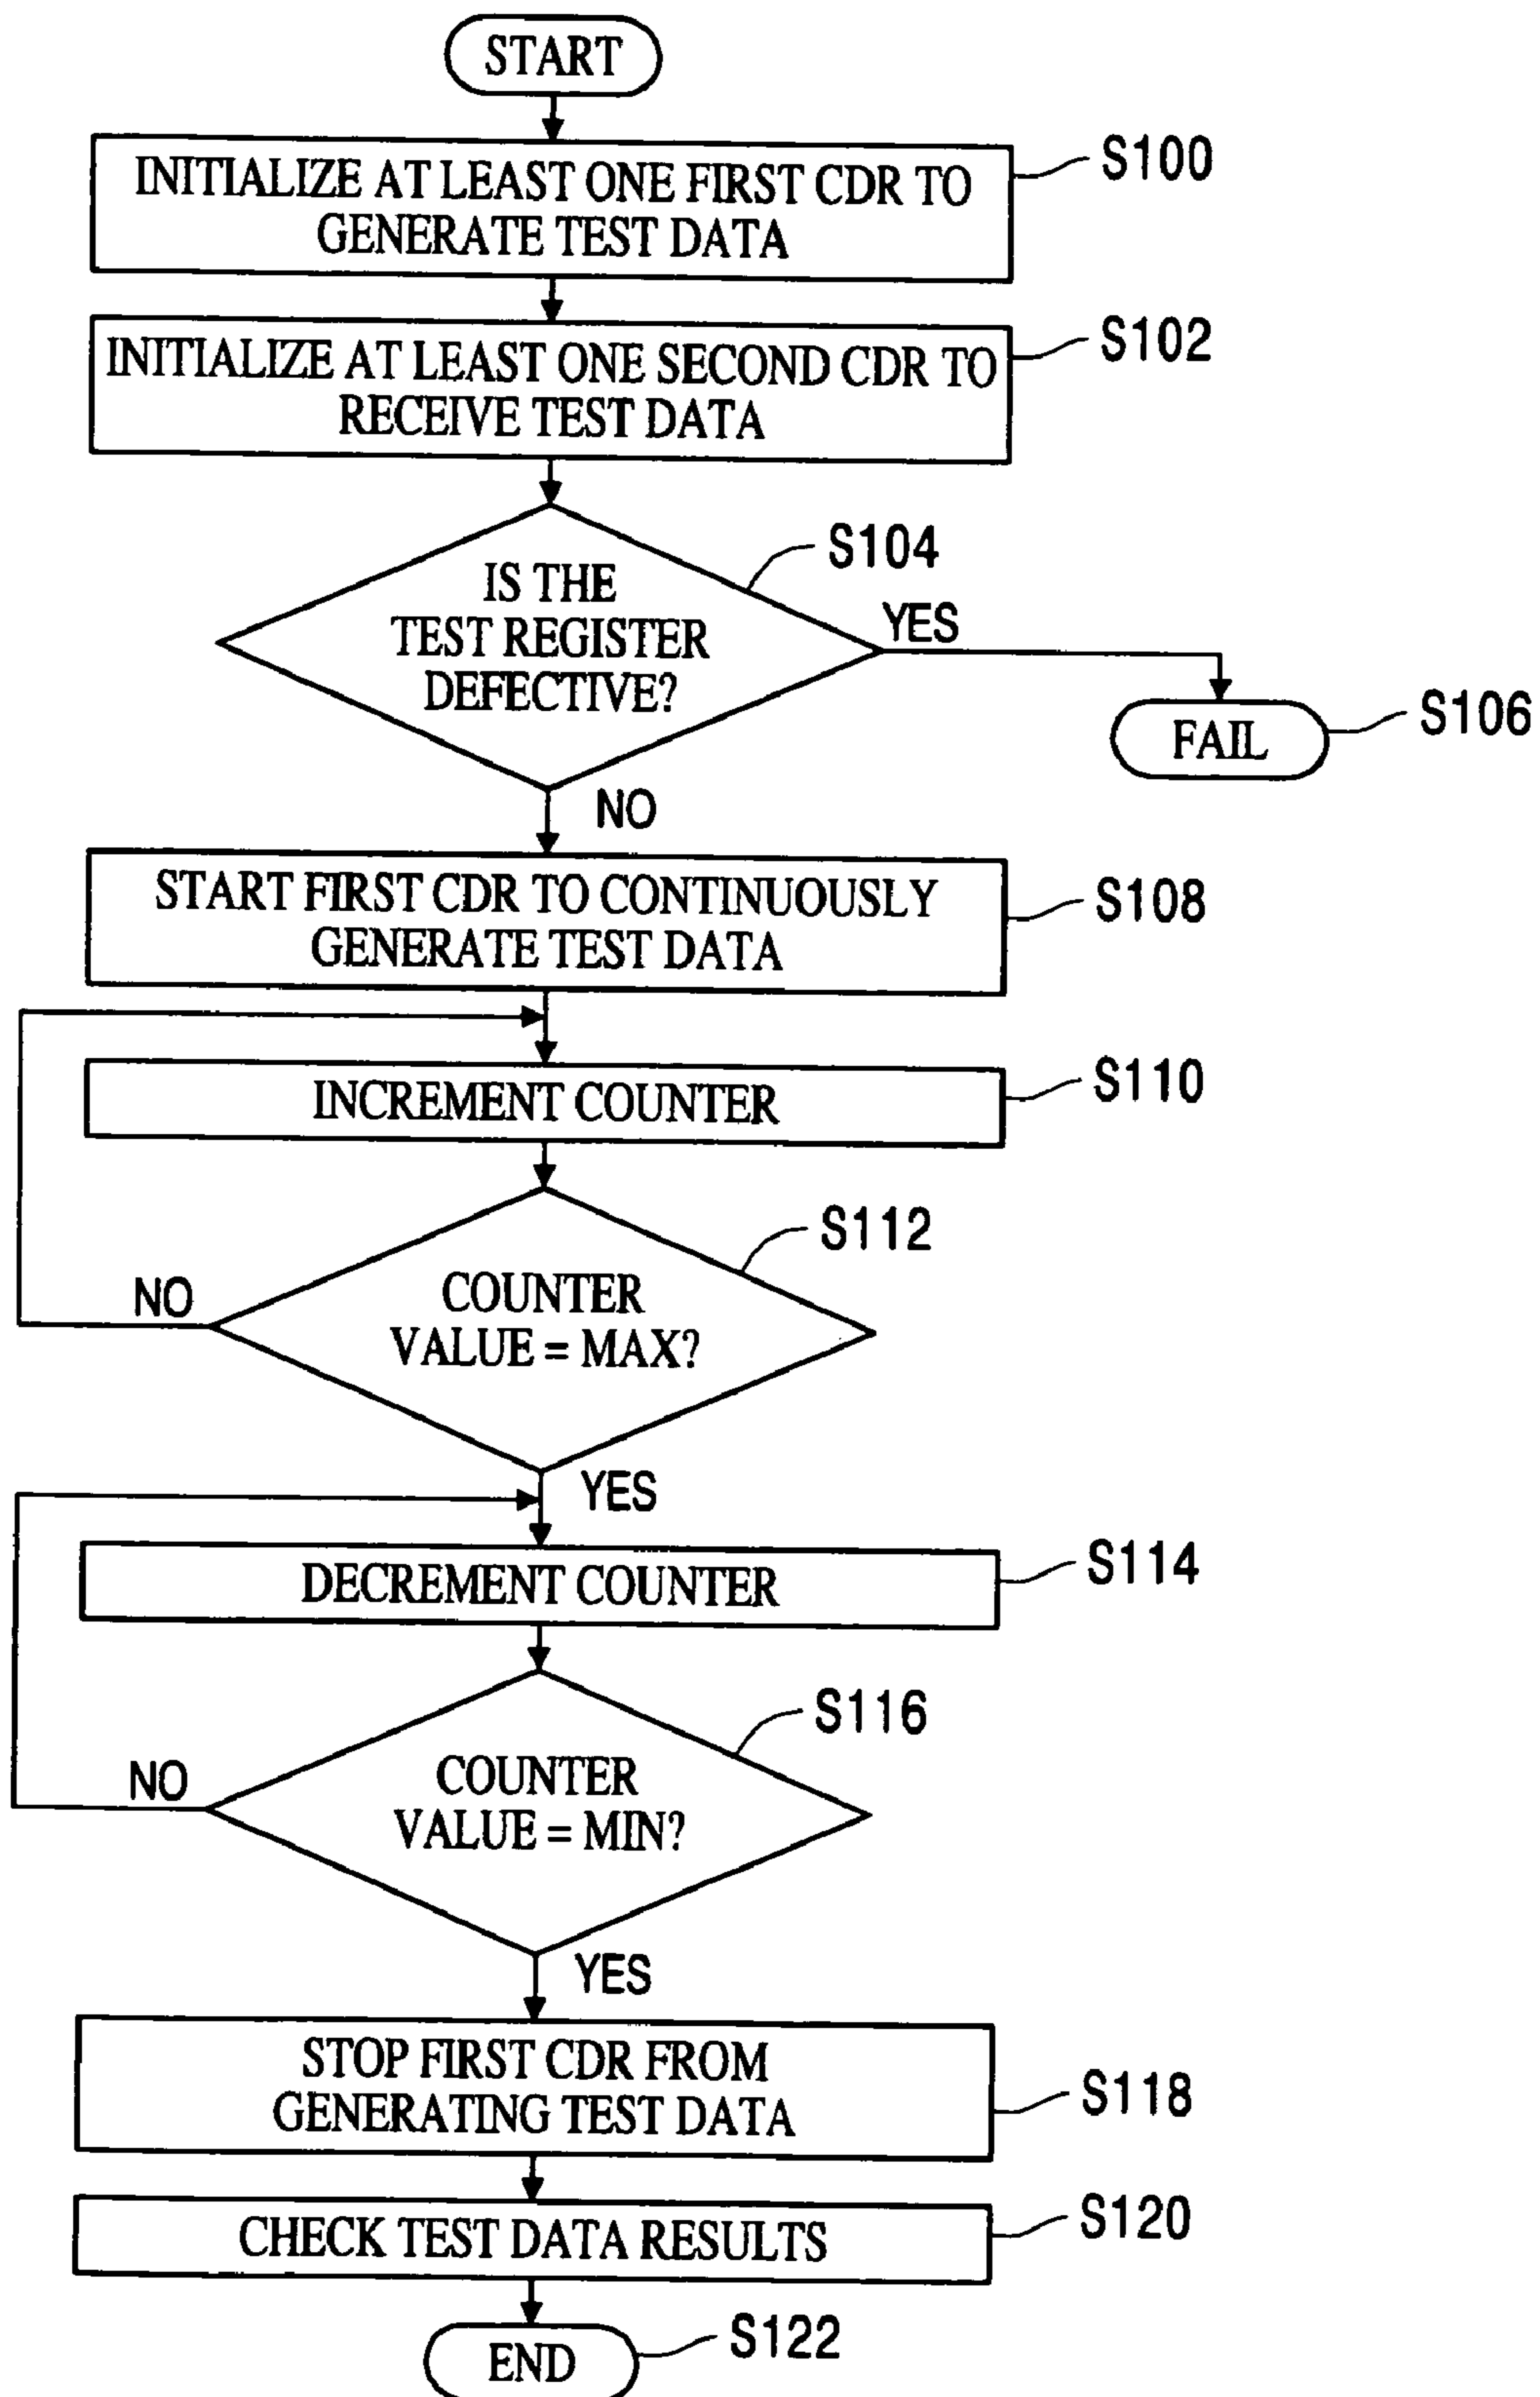 START
INITIALIZE AT LEAST ONE FIRST CDR TO
GENERATE TEST DATA
S100
INITIALIZE AT LEAST ONE SECOND CDR TO
RECEIVE TEST DATA
S102
S104
IS THE
TEST REGISTER
DEFECTIVE?
YES
FAIL
S106
NO
START FIRST CDR TO CONTINUOUSLY
GENERATE TEST DATA
S108
INCREMENT COUNTER
S110
S112
COUNTER
VALUE = MAX?
NO
YES
DECREMENT COUNTER
S114
S116
COUNTER
VALUE = MIN?
NO
YES
STOP FIRST CDR FROM
GENERATING TEST DATA
S118
CHECK TEST DATA RESULTS
S120
END
S122